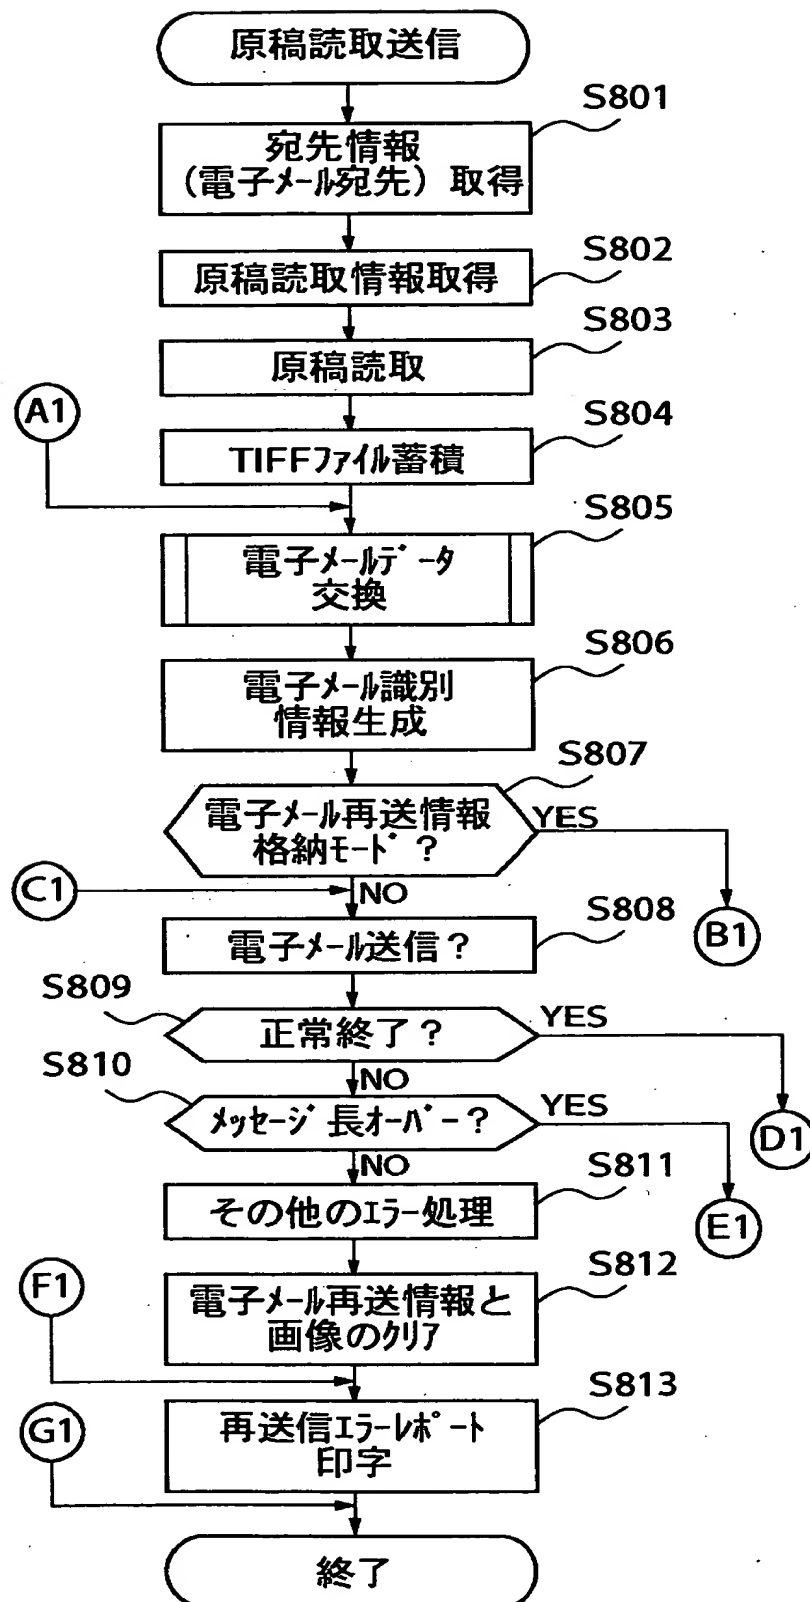 原稿読取送信
S801
宛先情報
(電子メール宛先) 取得
S802
原稿読取情報取得
S803
原稿読取
A1
S804
TIFFファイル蓄積
S805
電子メールデータ
交換
S806
電子メール識別
情報生成
S807
電子メール再送情報
格納モード?
YES
C1
NO
B1
S808
電子メール送信?
S809
正常終了?
YES
S810
NO
メッセージ長オーバー?
YES
D1
NO
S811
その他のエラー処理
E1
F1
S812
電子メール再送情報と
画像のクリア
S813
G1
再送信エラーレポート
印字
終了